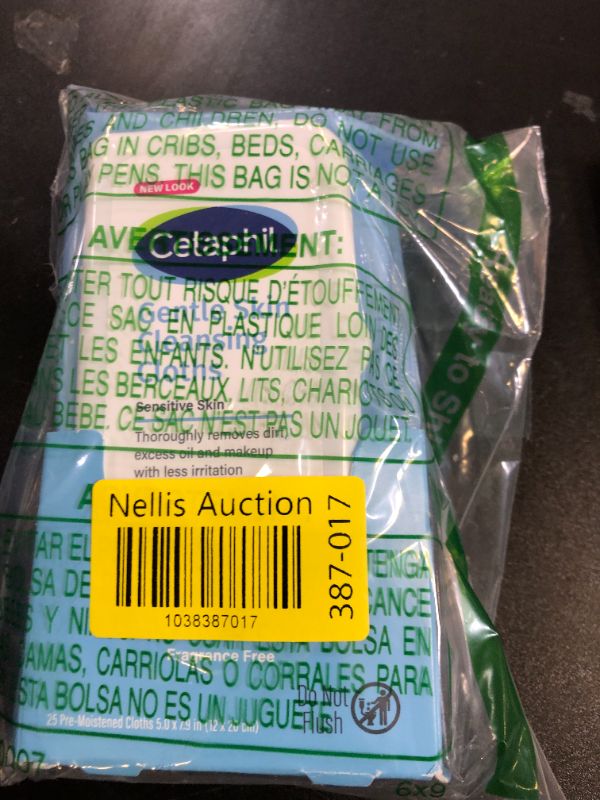 AND CHILDREN, DO NOT USE
BAG IN CRIBS, BEDS, CARRIAGES
PENS. THIS BAG IS NOT
NEW LOOK
Cetaphil
Gentle Skin
Cleansing
Cloths
TER TOUT RISQUE D'ÉTOUFFEMENT
CE SAC EN PLASTIQUE LOIN DES
LES ENFANTS. N'UTILISEZ PAS CE
LES BERCEAUX, LITS, CHARIOTS OU
BEBE. CE SAC N'EST PAS UN JOUET
Sensitive Skin
Thoroughly removes dirt,
excess oil and makeup
with less irritation
Nellis Auction
1038387017
387-017
TENGA
BOLSA EN
Fragrance Free
CAMAS, CARRIOLAS O CORRALES PARA
ESTA BOLSA NO ES UN JUGUETE
Do Not
Flush
25 Pre-Moistened Cloths 5.0 x 7.9 in (12 x 20 cm)
6x9